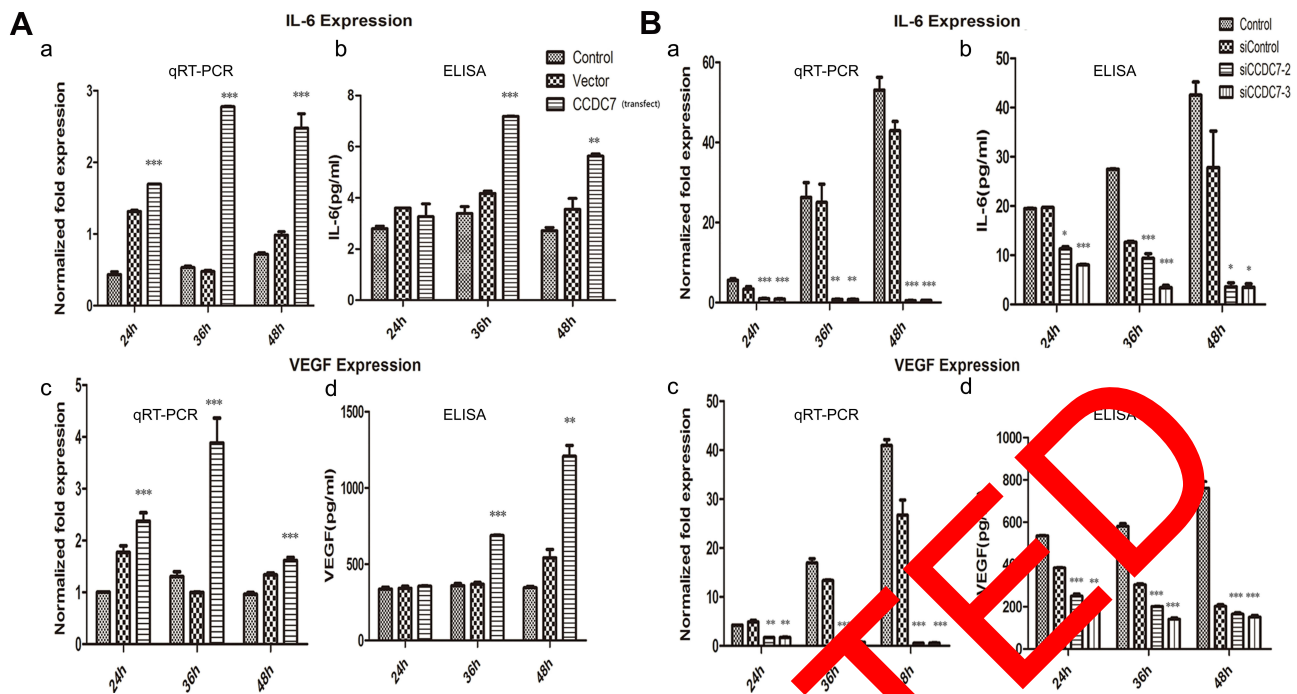 A
IL-6 Expression
a
qRT-PCR
Normalized fold expression
3
2
1
0
***
***
***
24h
36h
48h
b
ELISA
IL-6(pg/ml)
8
6
4
2
0
***
**
24h
36h
48h
Control
Vector
CCDC7 (transfect)
VEGF Expression
c
qRT-PCR
Normalized fold expression
5
4
3
2
1
0
***
***
***
24h
36h
48h
d
ELISA
VEGF(pg/ml)
1500
1000
500
0
***
**
24h
36h
48h
B
IL-6 Expression
a
qRT-PCR
Normalized fold expression
60
40
20
0
*** ***
** **
*** ***
24h
36h
48h
b
ELISA
IL-6(pg/ml)
50
40
30
20
10
0
* ***
*** ***
* *
24h
36h
48h
Control
siControl
siCCDC7-2
siCCDC7-3
VEGF Expression
c
qRT-PCR
Normalized fold expression
50
40
30
20
10
0
** **
*** ***
24h
36h
d
ELISA
1000
600
400
200
0
*** **
*** ***
*** ***
24h
36h
48h
TED